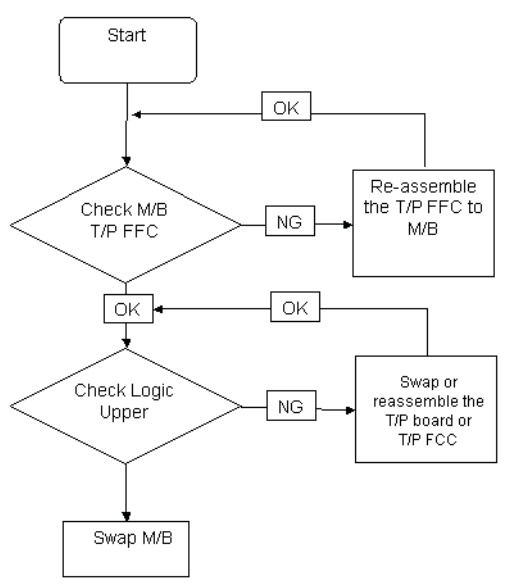 Start
OK
Check M/B
T/P FFC
NG
Re-assemble
the T/P FFC to
M/B
OK
OK
Check Logic
Upper
NG
Swap or
reassemble the
T/P board or
T/P FCC
Swap M/B